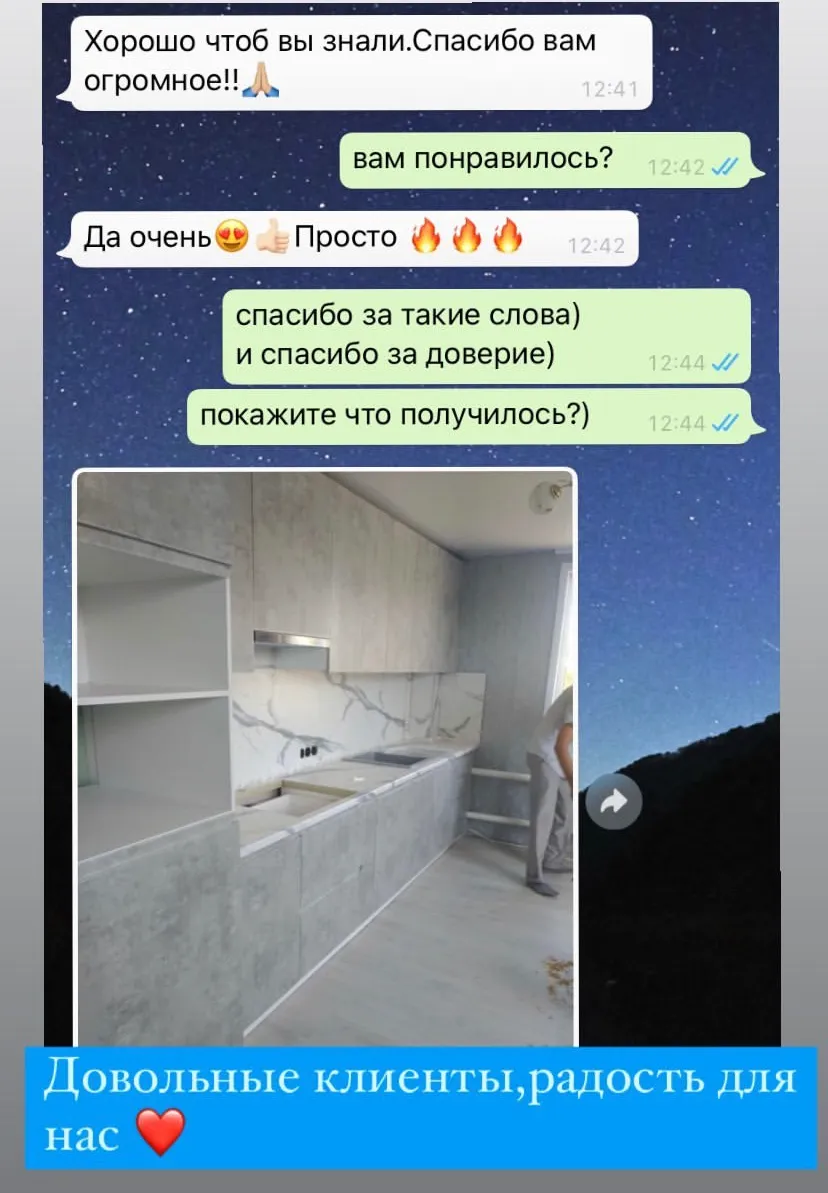 Хорошо чтоб вы знали.Спасибо вам
огромное!!🙏🏼
12:41
вам понравилось?
12:42
Да очень😍👍🏻Просто 🔥🔥🔥
12:42
спасибо за такие слова)
и спасибо за доверие)
12:44
покажите что получилось?)
12:44
Довольные клиенты,радость для
нас ❤️